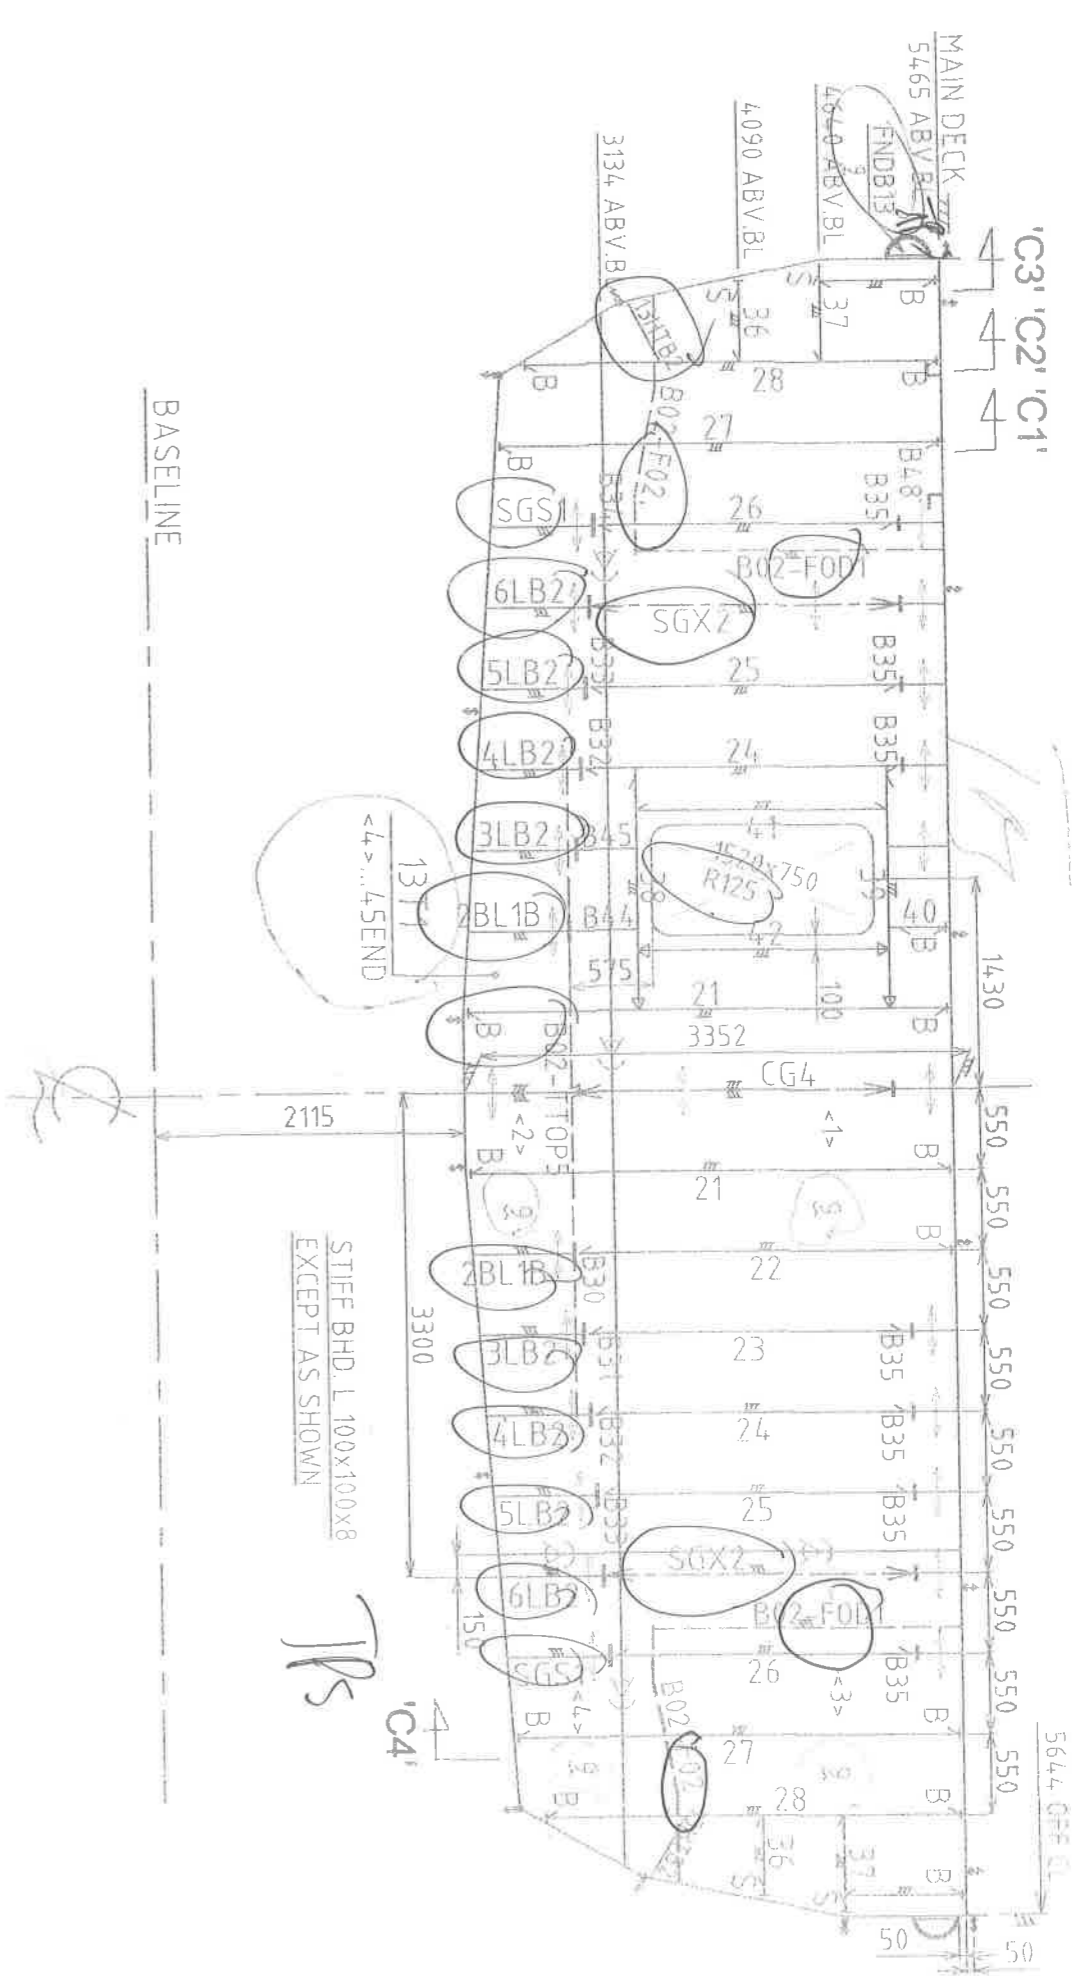 'C3' 'C2' 'C1'
MAIN DECK
5465 ABV.BL
FNDB13
9
4640 ABV.BL
4090 ABV.BL
3134 ABV.B
B
S
37
S
36
B
28
B
27
B
B48
B35
26
SGS1
B02-FOD1
6LB2
SGX2
B33
B35
25
5LB2
B32
B35
24
4LB2
41
3LB2
B45
38
1520x750
R125
39
2BL1B
B44
42
40
B
575
100
1430
13
<4>...45END
21
B
B
B02-TTOP5
3352
CG4
<2>
<1>
2115
BASELINE
550
550
550
550
550
550
550
550
550
B
21
B
9
B
22
2BL1B
B30
3LB2
B31
23
B35
4LB2
B32
24
B35
5LB2
B33
25
B35
3300
SGX2
6LB2
150
B02-FOD1
SGS1
26
B35
<4>
<3>
B02
F02
27
B
B
B
28
36
S
37
S
B
5644 OFF CL
50
50
STIFF BHD. L 100x100x8
EXCEPT AS SHOWN
'C4'